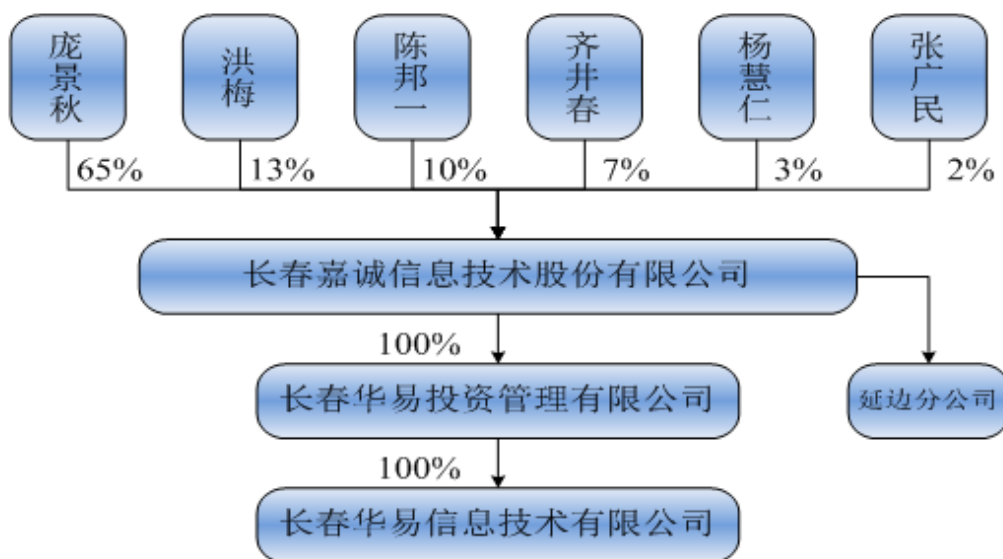 庞景秋
洪梅
陈邦一
齐井春
杨慧仁
张广民
65%
13%
10%
7%
3%
2%
长春嘉诚信息技术股份有限公司
100%
长春华易投资管理有限公司
延边分公司
100%
长春华易信息技术有限公司